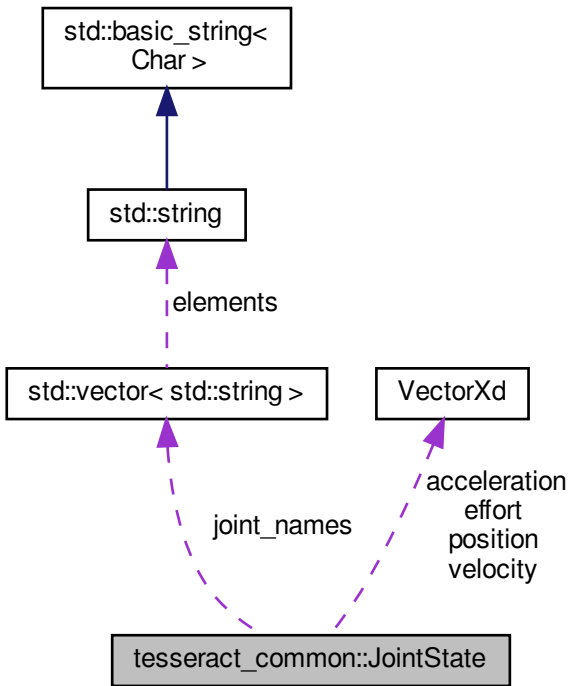 std::basic_string<
Char >
std::string
elements
std::vector< std::string >
VectorXd
joint_names
acceleration
effort
position
velocity
tesseract_common::JointState